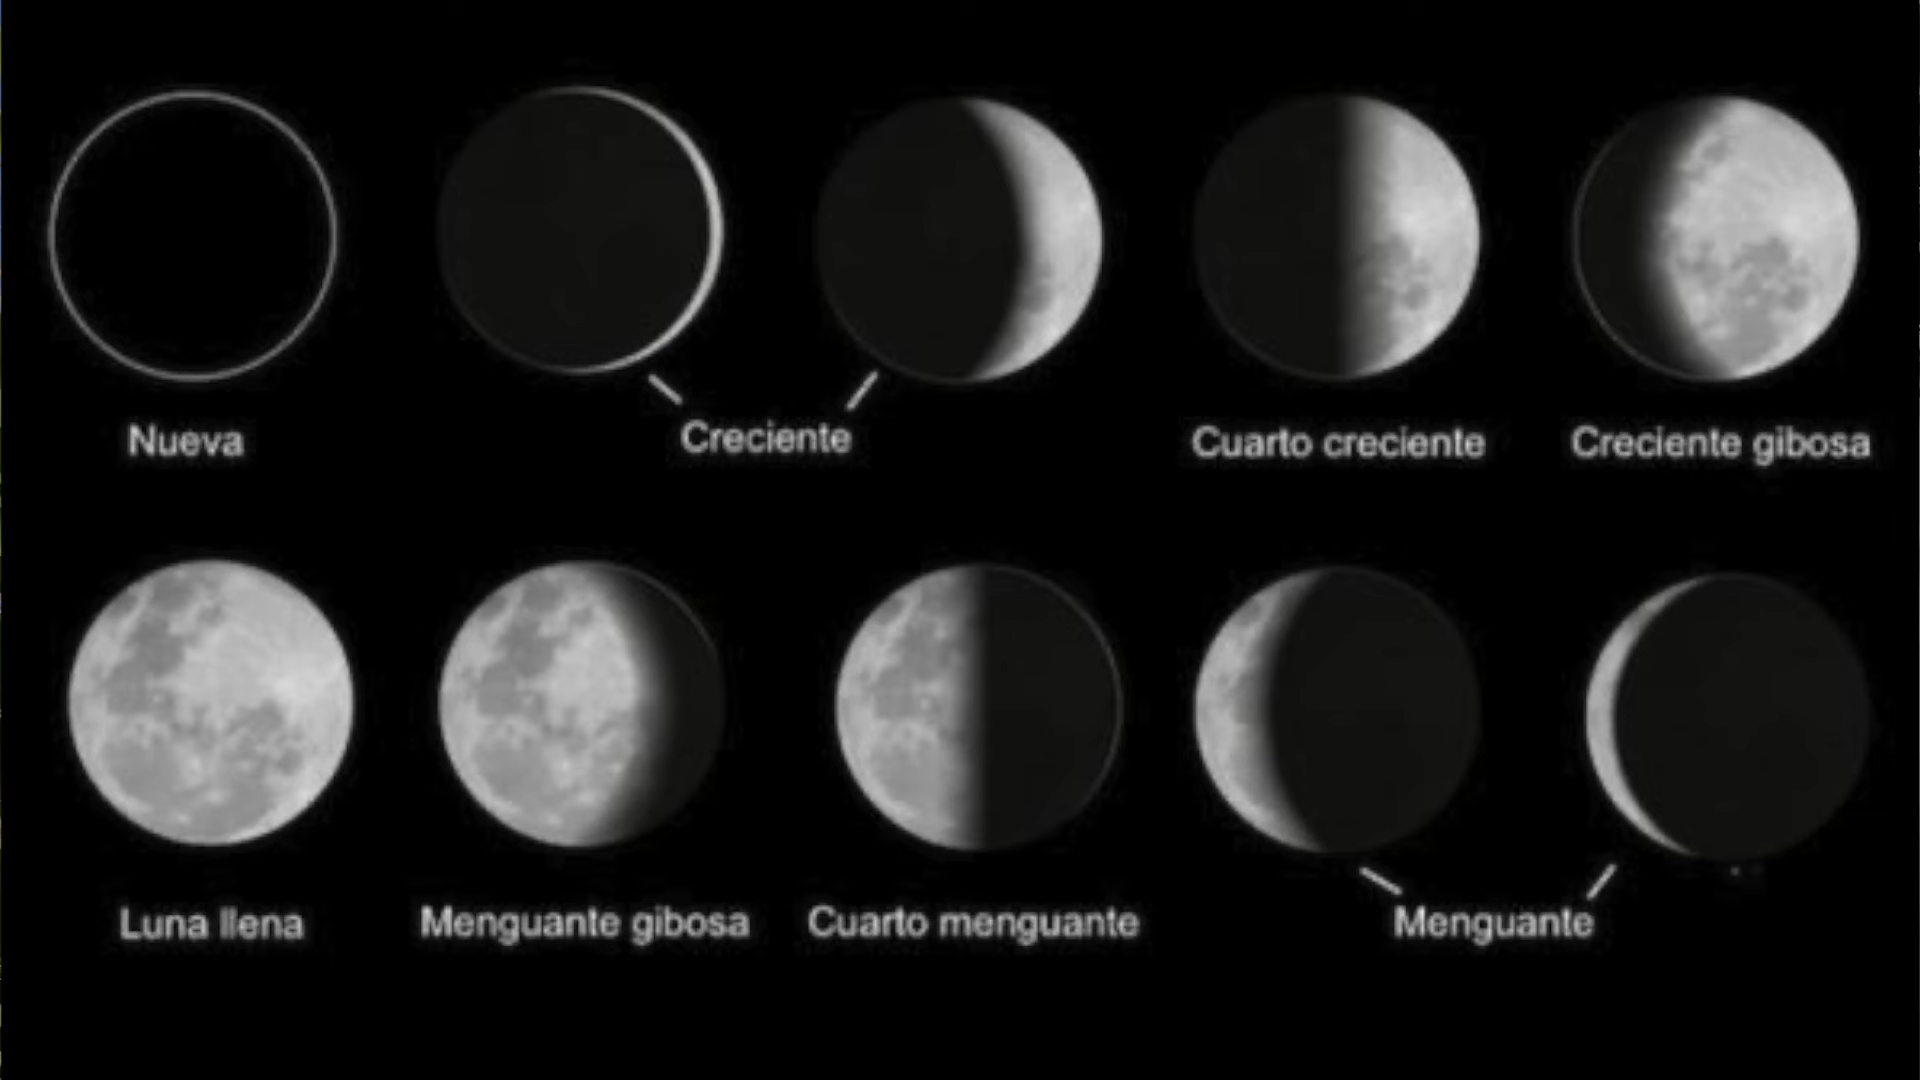 Nueva
Creciente
Cuarto creciente
Creciente gibosa
Luna llena
Menguante gibosa
Cuarto menguante
Menguante